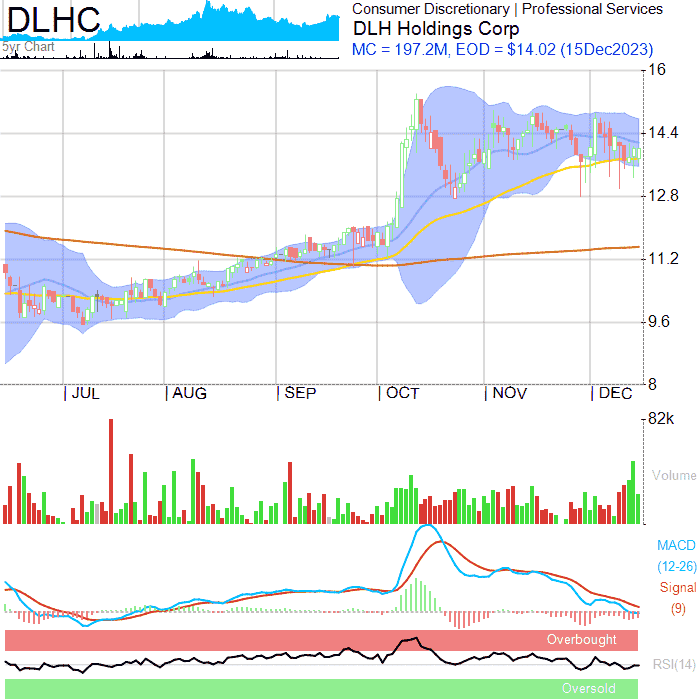 DLHC
5yr Chart
Consumer Discretionary | Professional Services
DLH Holdings Corp
MC = 197.2M, EOD = $14.02 (15Dec2023)
16
14.4
12.8
11.2
9.6
8
JUL
AUG
SEP
OCT
NOV
DEC
82k
Volume
MACD
(12-26)
Signal
(9)
Overbought
RSI(14)
Oversold